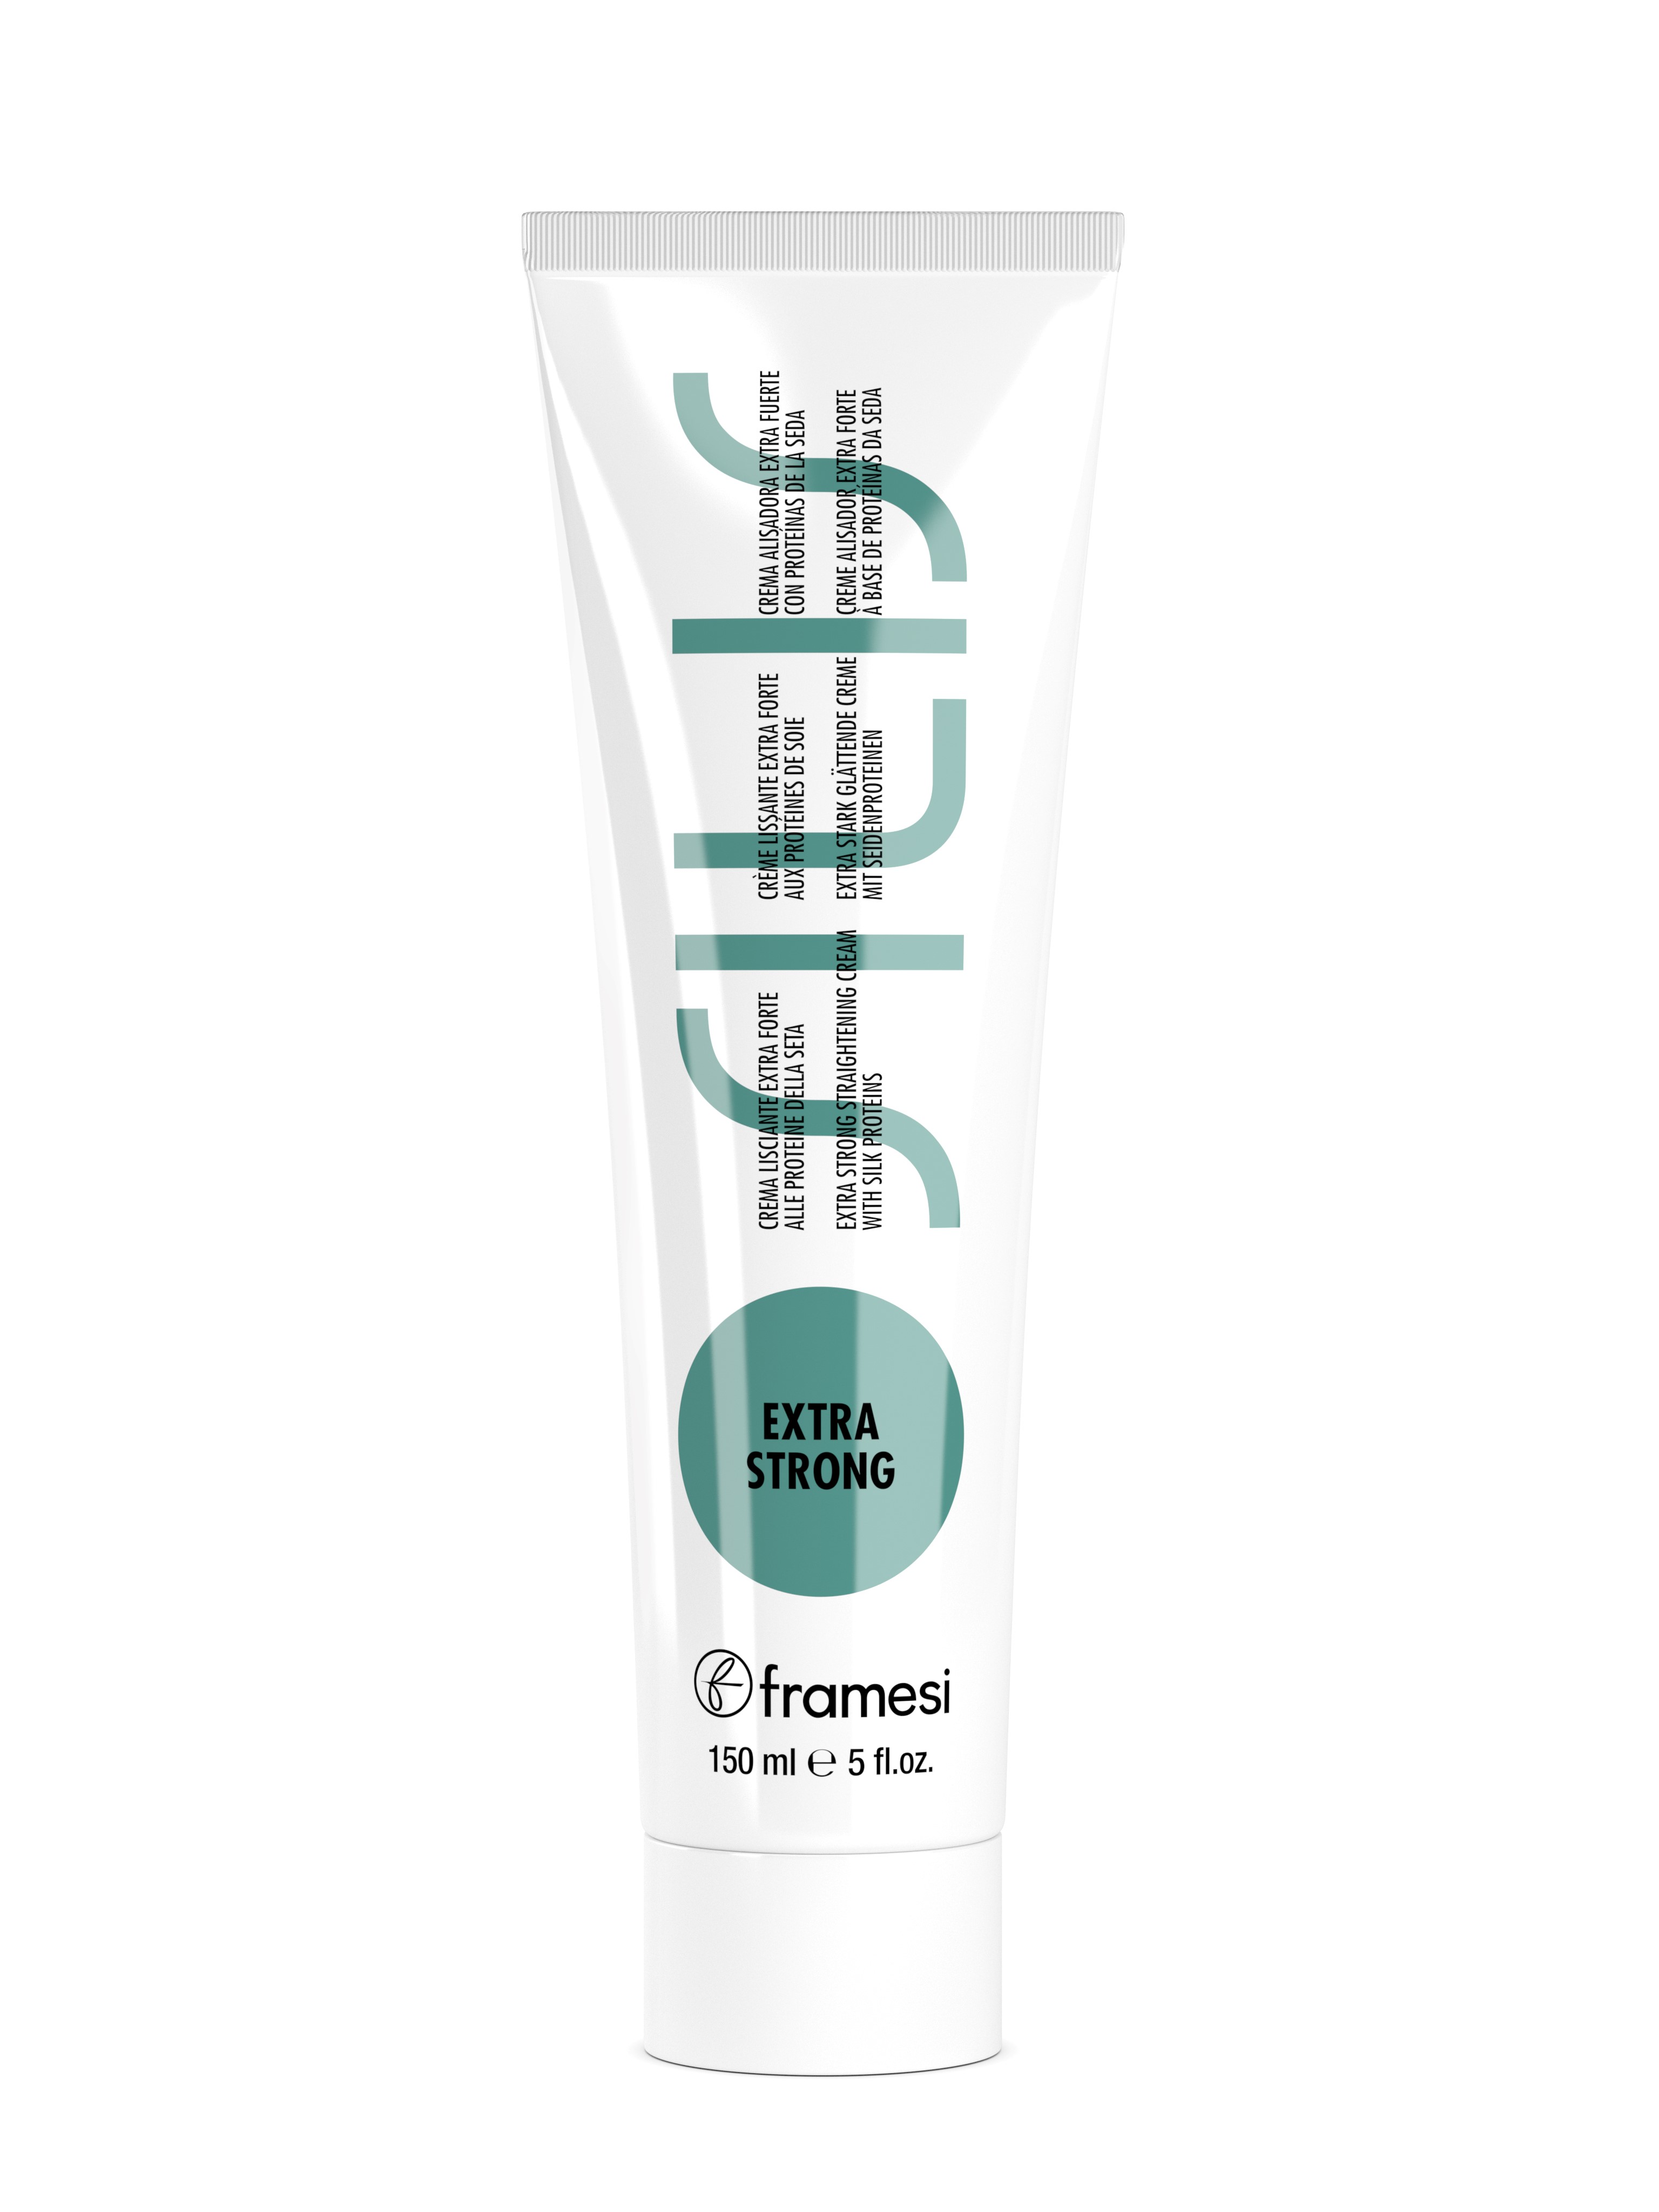 SILIS
CREMA LISCIANTE EXTRA FORTE
ALLE PROTEINE DELLA SETA
EXTRA STRONG STRAIGHTENING CREAM
WITH SILK PROTEINS
CRÈME LISSANTE EXTRA FORTE
AUX PROTÉINES DE SOIE
EXTRA STARK GLÄTTENDE CREME
MIT SEIDENPROTEINEN
CREMA ALISADORA EXTRA FUERTE
CON PROTEÍNAS DE LA SEDA
CREME ALISADOR EXTRA FORTE
À BASE DE PROTEÍNAS DA SEDA
EXTRA
STRONG
framesi
150 ml ℮ 5 fl.oz.